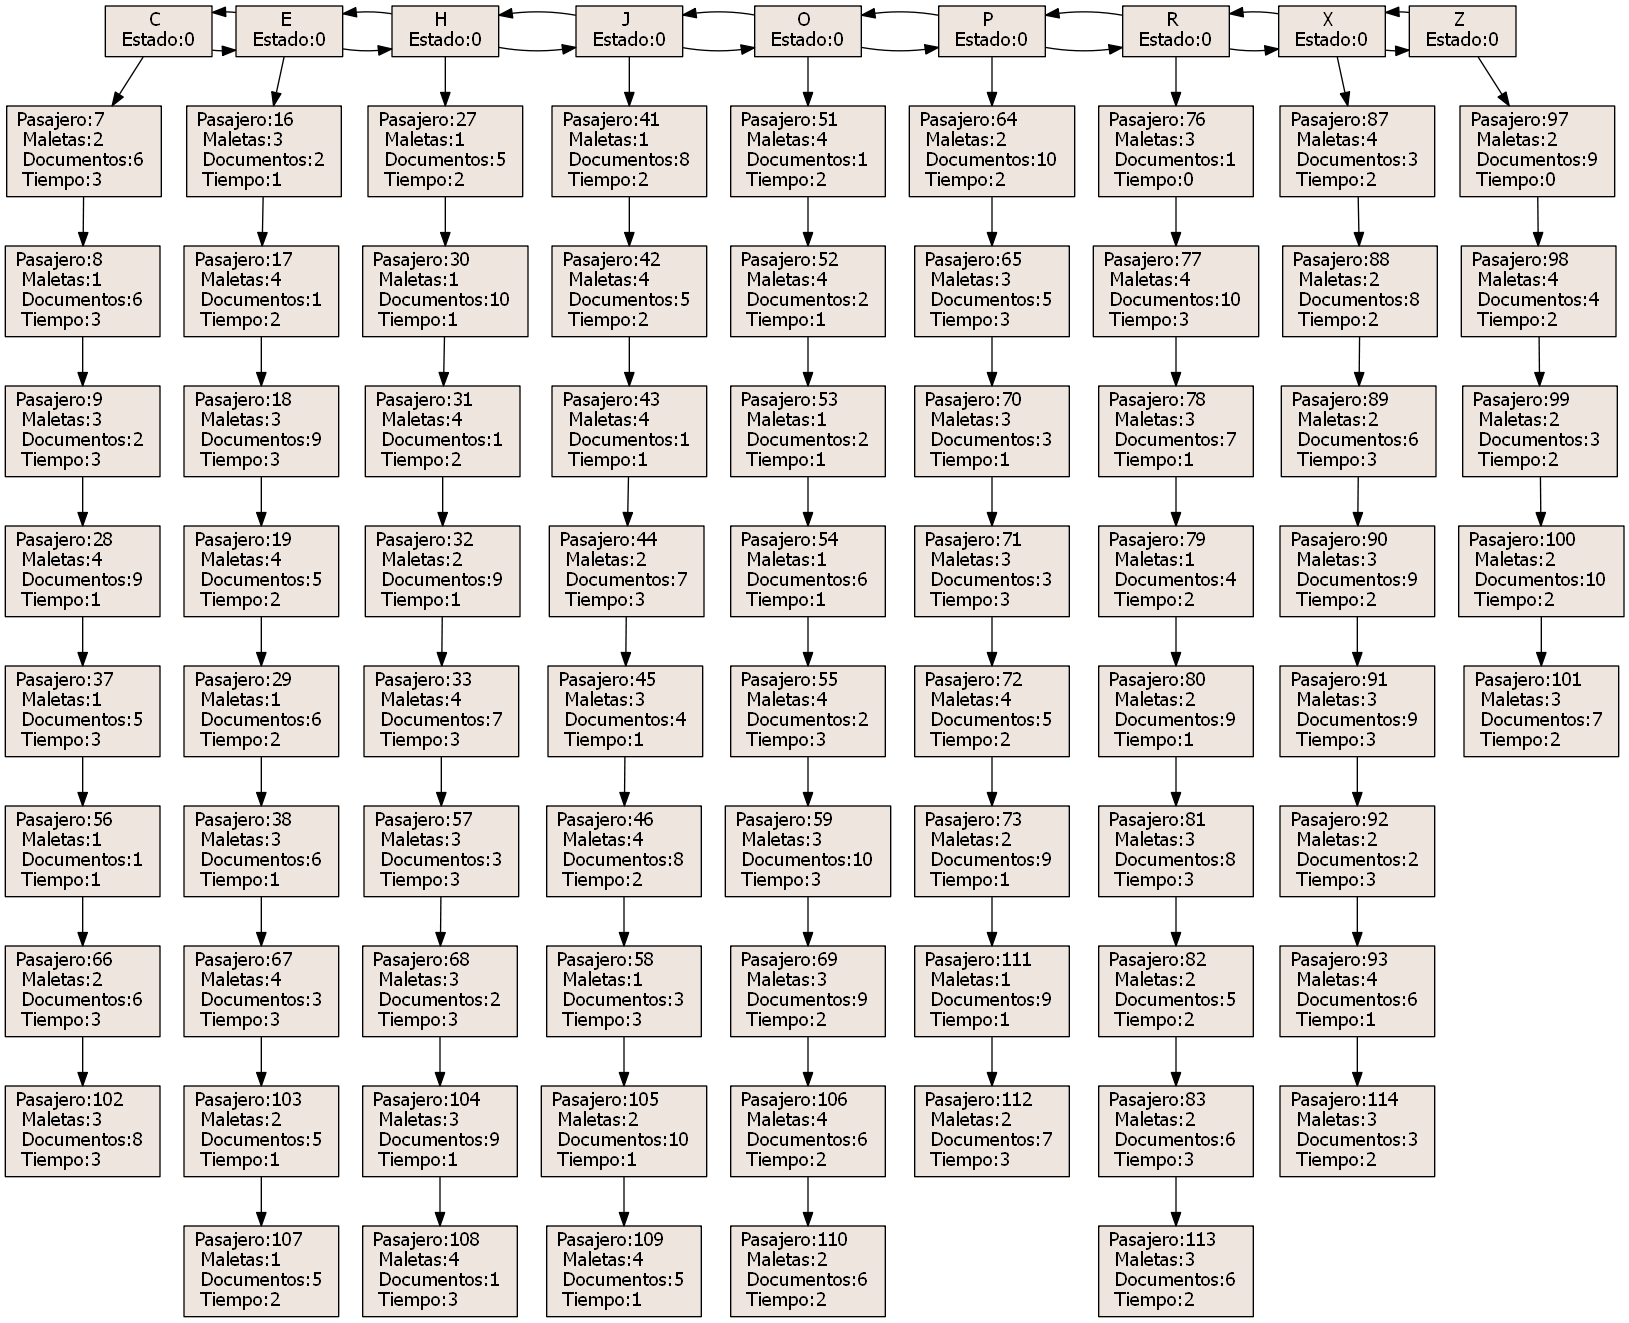 C
Estado:0
E
Estado:0
H
Estado:0
J
Estado:0
O
Estado:0
P
Estado:0
R
Estado:0
X
Estado:0
Z
Estado:0
Pasajero:7
Maletas:2
Documentos:6
Tiempo:3
Pasajero:16
Maletas:3
Documentos:2
Tiempo:1
Pasajero:27
Maletas:1
Documentos:5
Tiempo:2
Pasajero:41
Maletas:1
Documentos:8
Tiempo:2
Pasajero:51
Maletas:4
Documentos:1
Tiempo:2
Pasajero:64
Maletas:2
Documentos:10
Tiempo:2
Pasajero:76
Maletas:3
Documentos:1
Tiempo:0
Pasajero:87
Maletas:4
Documentos:3
Tiempo:2
Pasajero:97
Maletas:2
Documentos:9
Tiempo:0
Pasajero:8
Maletas:1
Documentos:6
Tiempo:3
Pasajero:17
Maletas:4
Documentos:1
Tiempo:2
Pasajero:30
Maletas:1
Documentos:10
Tiempo:1
Pasajero:42
Maletas:4
Documentos:5
Tiempo:2
Pasajero:52
Maletas:4
Documentos:2
Tiempo:1
Pasajero:65
Maletas:3
Documentos:5
Tiempo:3
Pasajero:77
Maletas:4
Documentos:10
Tiempo:3
Pasajero:88
Maletas:2
Documentos:8
Tiempo:2
Pasajero:98
Maletas:4
Documentos:4
Tiempo:2
Pasajero:9
Maletas:3
Documentos:2
Tiempo:3
Pasajero:18
Maletas:3
Documentos:9
Tiempo:3
Pasajero:31
Maletas:4
Documentos:1
Tiempo:2
Pasajero:43
Maletas:4
Documentos:1
Tiempo:1
Pasajero:53
Maletas:1
Documentos:2
Tiempo:1
Pasajero:70
Maletas:3
Documentos:3
Tiempo:1
Pasajero:78
Maletas:3
Documentos:7
Tiempo:1
Pasajero:89
Maletas:2
Documentos:6
Tiempo:3
Pasajero:99
Maletas:2
Documentos:3
Tiempo:2
Pasajero:28
Maletas:4
Documentos:9
Tiempo:1
Pasajero:19
Maletas:4
Documentos:5
Tiempo:2
Pasajero:32
Maletas:2
Documentos:9
Tiempo:1
Pasajero:44
Maletas:2
Documentos:7
Tiempo:3
Pasajero:54
Maletas:1
Documentos:6
Tiempo:1
Pasajero:71
Maletas:3
Documentos:3
Tiempo:3
Pasajero:79
Maletas:1
Documentos:4
Tiempo:2
Pasajero:90
Maletas:3
Documentos:9
Tiempo:2
Pasajero:100
Maletas:2
Documentos:10
Tiempo:2
Pasajero:37
Maletas:1
Documentos:5
Tiempo:3
Pasajero:29
Maletas:1
Documentos:6
Tiempo:2
Pasajero:33
Maletas:4
Documentos:7
Tiempo:3
Pasajero:45
Maletas:3
Documentos:4
Tiempo:1
Pasajero:55
Maletas:4
Documentos:2
Tiempo:3
Pasajero:72
Maletas:4
Documentos:5
Tiempo:2
Pasajero:80
Maletas:2
Documentos:9
Tiempo:1
Pasajero:91
Maletas:3
Documentos:9
Tiempo:3
Pasajero:101
Maletas:3
Documentos:7
Tiempo:2
Pasajero:56
Maletas:1
Documentos:1
Tiempo:1
Pasajero:38
Maletas:3
Documentos:6
Tiempo:1
Pasajero:57
Maletas:3
Documentos:3
Tiempo:3
Pasajero:46
Maletas:4
Documentos:8
Tiempo:2
Pasajero:59
Maletas:3
Documentos:10
Tiempo:3
Pasajero:73
Maletas:2
Documentos:9
Tiempo:1
Pasajero:81
Maletas:3
Documentos:8
Tiempo:3
Pasajero:92
Maletas:2
Documentos:2
Tiempo:3
Pasajero:66
Maletas:2
Documentos:6
Tiempo:3
Pasajero:67
Maletas:4
Documentos:3
Tiempo:3
Pasajero:68
Maletas:3
Documentos:2
Tiempo:3
Pasajero:58
Maletas:1
Documentos:3
Tiempo:3
Pasajero:69
Maletas:3
Documentos:9
Tiempo:2
Pasajero:111
Maletas:1
Documentos:9
Tiempo:1
Pasajero:82
Maletas:2
Documentos:5
Tiempo:2
Pasajero:93
Maletas:4
Documentos:6
Tiempo:1
Pasajero:102
Maletas:3
Documentos:8
Tiempo:3
Pasajero:103
Maletas:2
Documentos:5
Tiempo:1
Pasajero:104
Maletas:3
Documentos:9
Tiempo:1
Pasajero:105
Maletas:2
Documentos:10
Tiempo:1
Pasajero:106
Maletas:4
Documentos:6
Tiempo:2
Pasajero:112
Maletas:2
Documentos:7
Tiempo:3
Pasajero:83
Maletas:2
Documentos:6
Tiempo:3
Pasajero:114
Maletas:3
Documentos:3
Tiempo:2
Pasajero:107
Maletas:1
Documentos:5
Tiempo:2
Pasajero:108
Maletas:4
Documentos:1
Tiempo:3
Pasajero:109
Maletas:4
Documentos:5
Tiempo:1
Pasajero:110
Maletas:2
Documentos:6
Tiempo:2
Pasajero:113
Maletas:3
Documentos:6
Tiempo:2